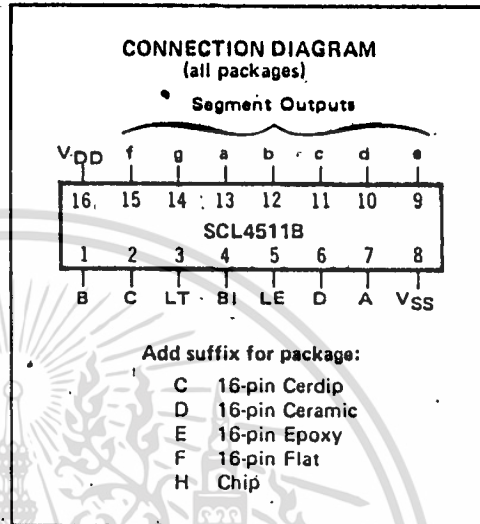 CONNECTION DIAGRAM
(all packages)
Segment Outputs
VDD f g a b c d e
16 15 14 13 12 11 10 9
SCL4511B
1 2 3 4 5 6 7 8
B C LT BI LE D A VSS
Add suffix for package:
C 16-pin Cerdip
D 16-pin Ceramic
E 16-pin Epoxy
F 16-pin Flat
H Chip